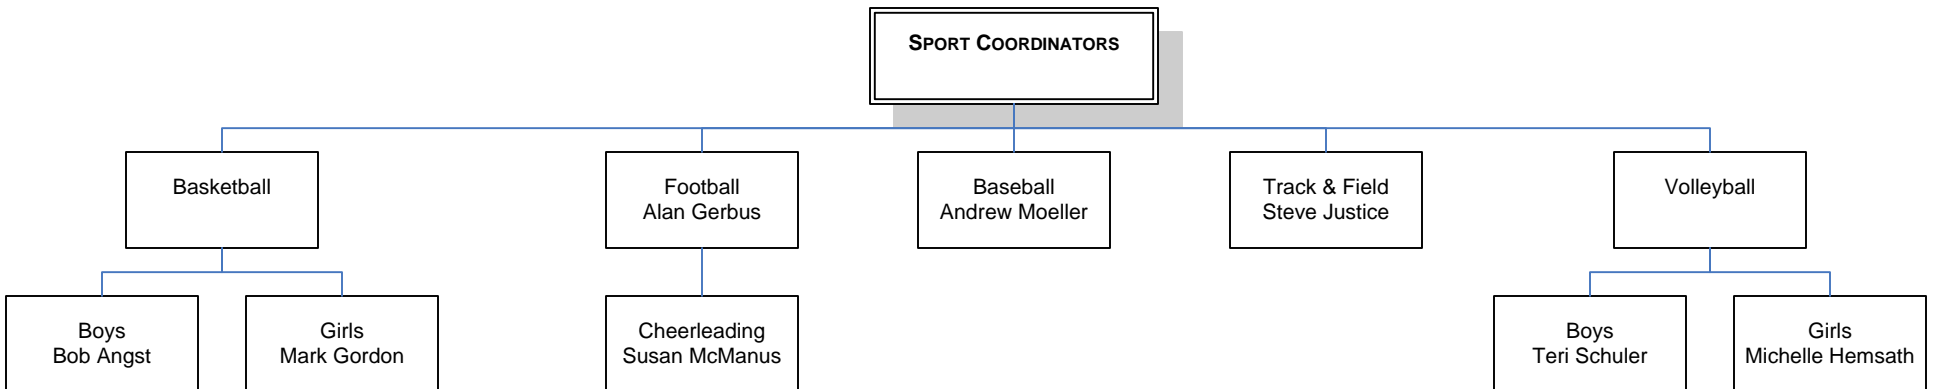 SPORT COORDINATORS
Basketball
Football
Alan Gerbus
Baseball
Andrew Moeller
Track & Field
Steve Justice
Volleyball
Boys
Bob Angst
Girls
Mark Gordon
Cheerleading
Susan McManus
Boys
Teri Schuler
Girls
Michelle Hemsath